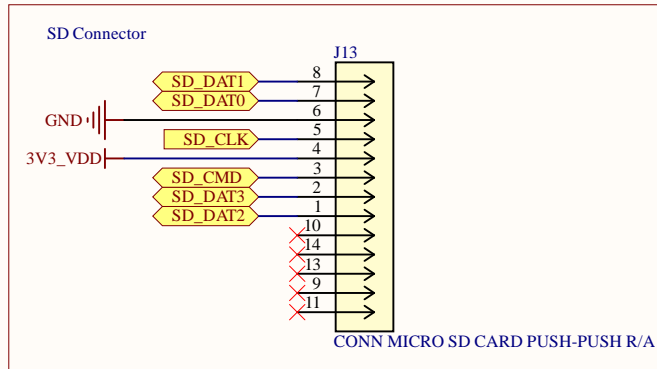 SD Connector
J13
SD_DAT1 8
SD_DAT0 7
GND 6
SD_CLK 5
3V3_VDD 4
SD_CMD 3
SD_DAT3 2
SD_DAT2 1
10
14
13
9
11
CONN MICRO SD CARD PUSH-PUSH R/A